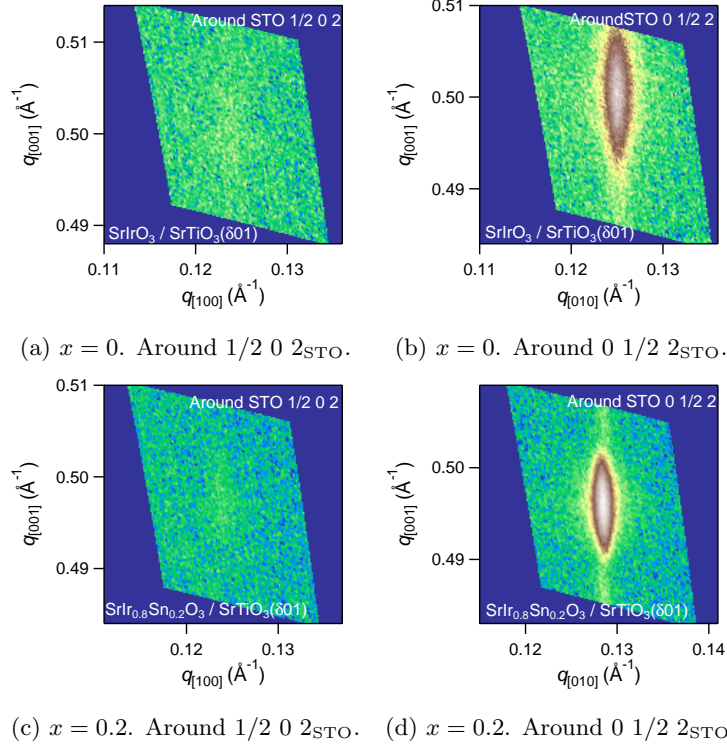 Around STO 1/2 0 2
0.51
0.50
0.49
q[001] (Å-1)
SrIrO3 / SrTiO3(δ01)
0.11 0.12 0.13
q[100] (Å-1)
(a) x = 0. Around 1/2 0 2STO.
AroundSTO 0 1/2 2
0.51
0.50
0.49
q[001] (Å-1)
SrIrO3 / SrTiO3(δ01)
0.11 0.12 0.13
q[010] (Å-1)
(b) x = 0. Around 0 1/2 2STO.
Around STO 1/2 0 2
0.51
0.50
0.49
q[001] (Å-1)
SrIr0.8Sn0.2O3 / SrTiO3(δ01)
0.12 0.13
q[100] (Å-1)
(c) x = 0.2. Around 1/2 0 2STO.
Around STO 0 1/2 2
0.51
0.50
0.49
q[001] (Å-1)
SrIr0.8Sn0.2O3 / SrTiO3(δ01)
0.12 0.13 0.14
q[010] (Å-1)
(d) x = 0.2. Around 0 1/2 2STO